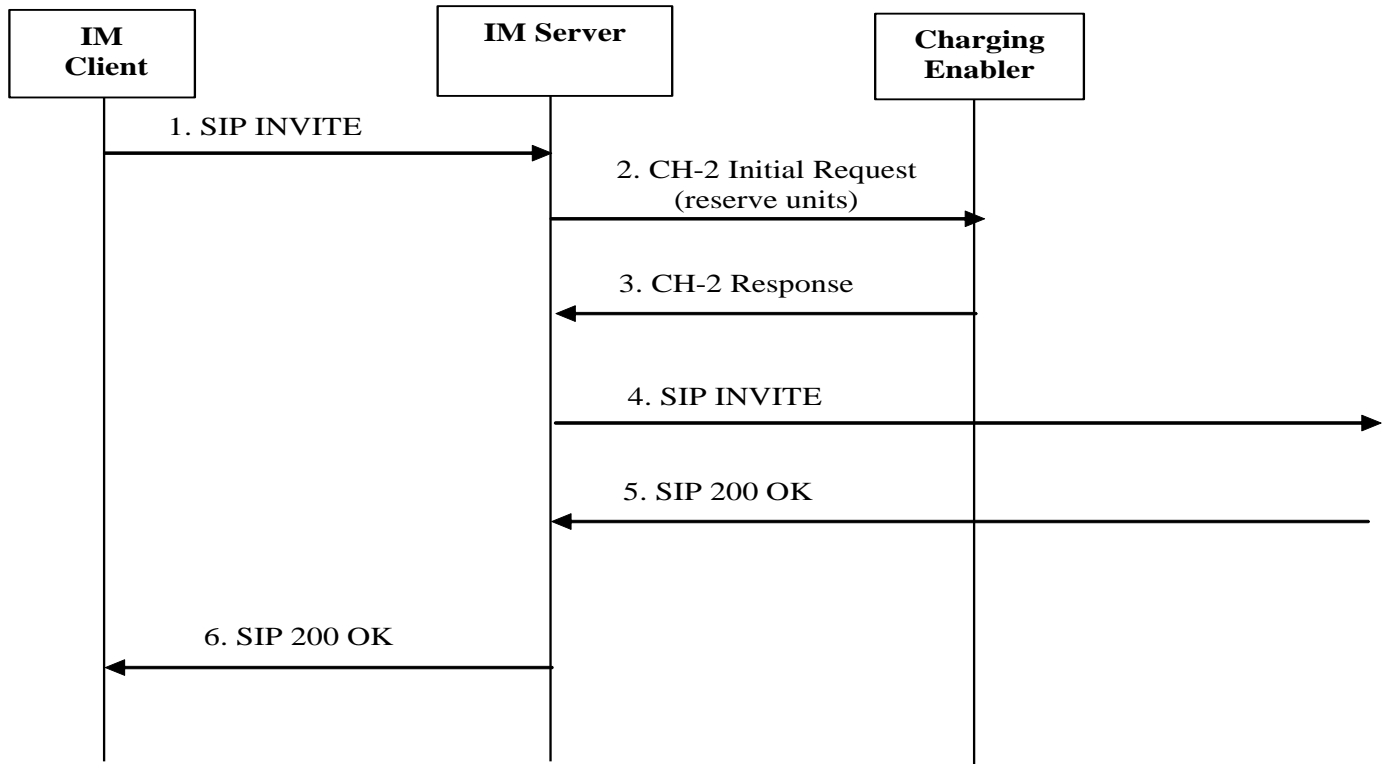 IM
Client
IM Server
Charging
Enabler
1. SIP INVITE
2. CH-2 Initial Request
(reserve units)
3. CH-2 Response
4. SIP INVITE
5. SIP 200 OK
6. SIP 200 OK